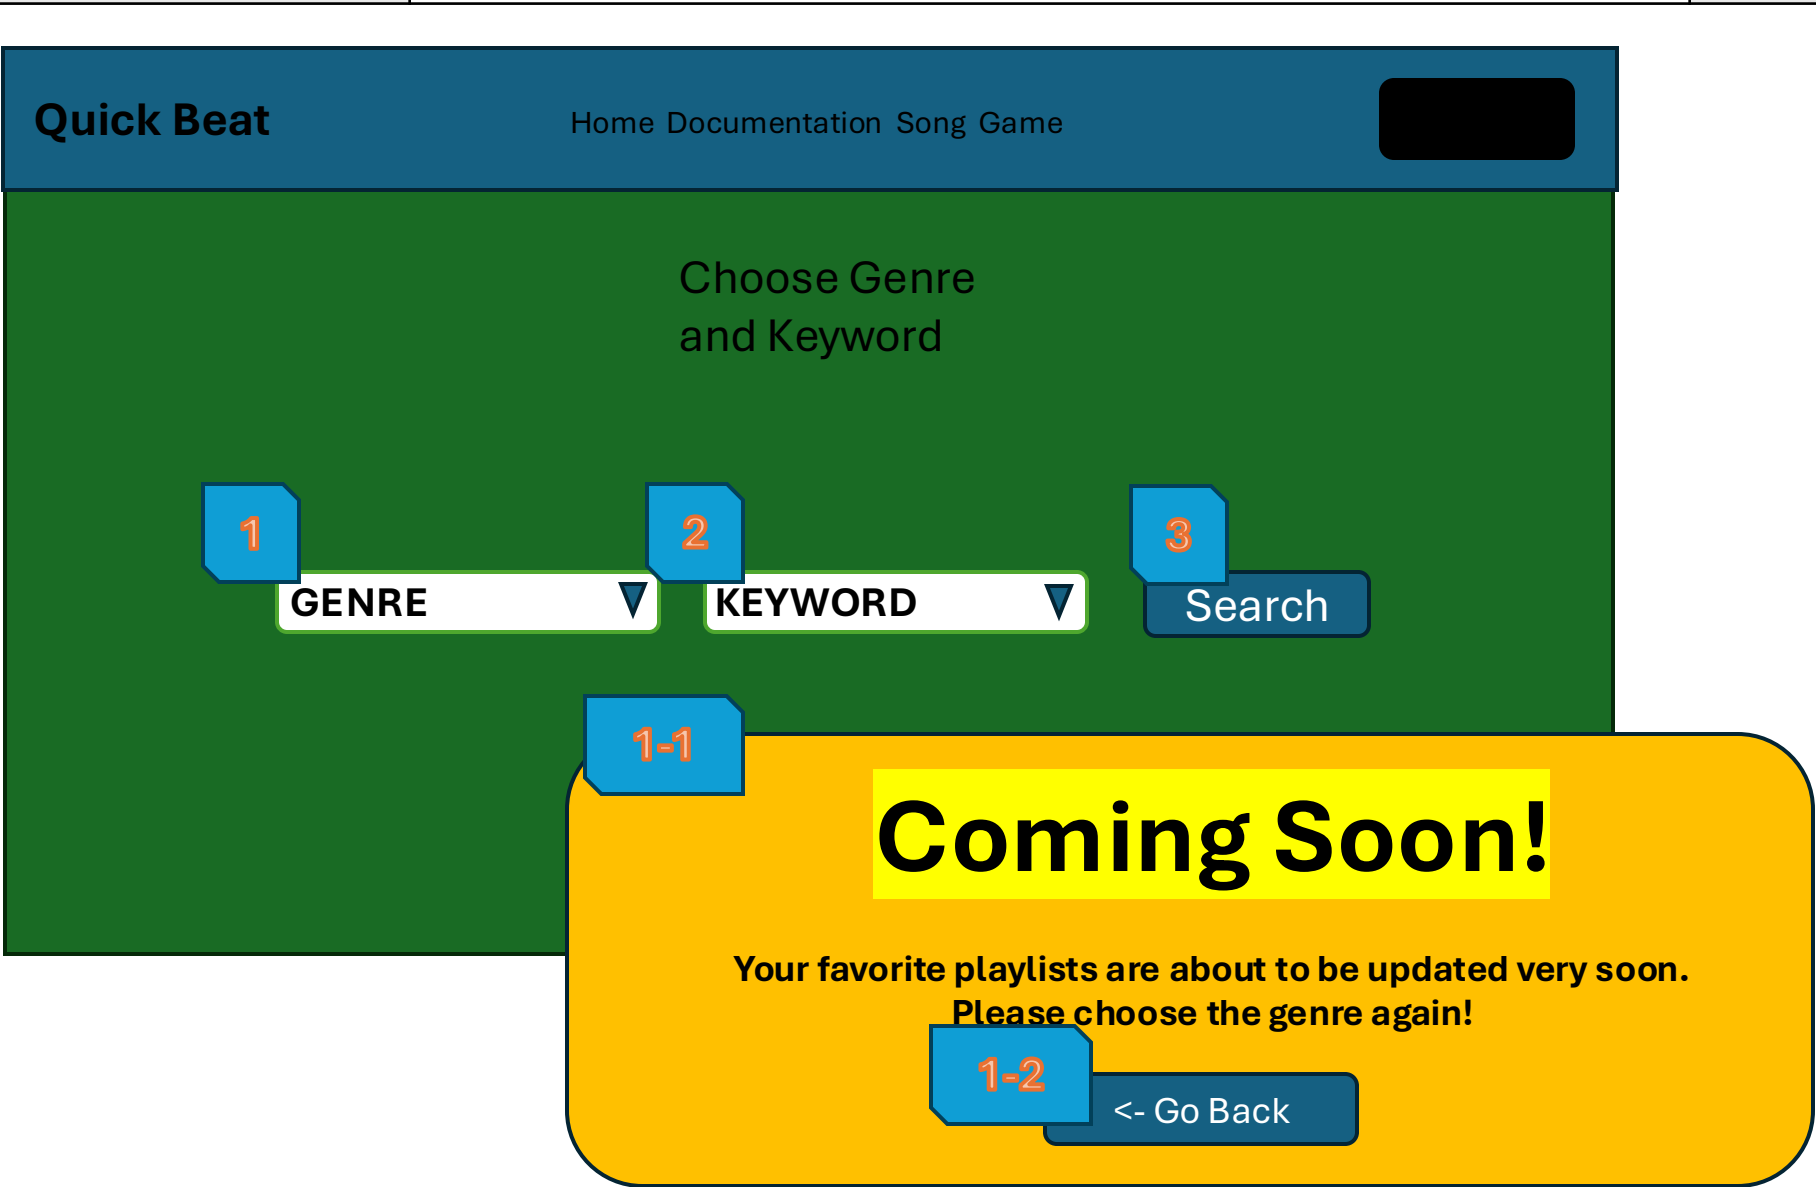 Quick Beat
Home Documentation Song Game
Choose Genre
and Keyword
1
2
3
GENRE
KEYWORD
Search
1-1
Coming Soon!
Your favorite playlists are about to be updated very soon.
Please choose the genre again!
1-2
<- Go Back